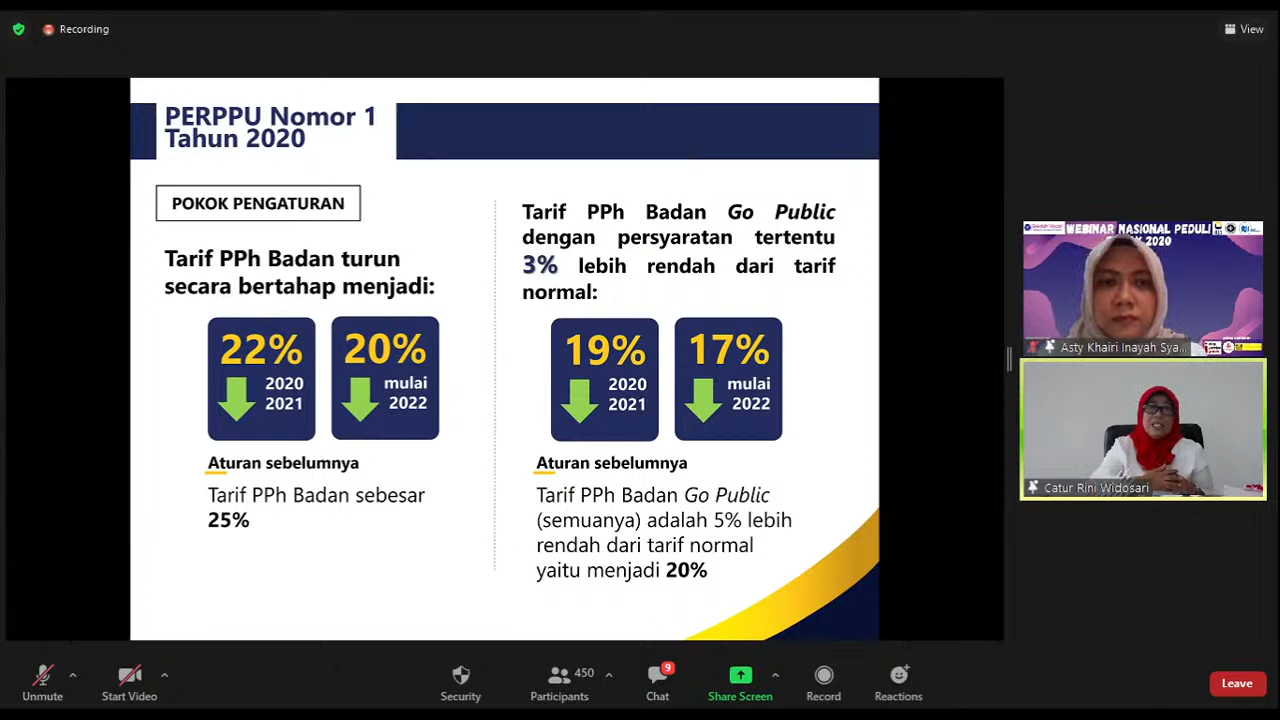 Recording
View
PERPPU Nomor 1
Tahun 2020
POKOK PENGATURAN
Tarif PPh Badan turun
secara bertahap menjadi:
22%
2020
2021
20%
mulai
2022
Aturan sebelumnya
Tarif PPh Badan sebesar
25%
Tarif PPh Badan Go Public
dengan persyaratan tertentu
3% lebih rendah dari tarif
normal:
19%
2020
2021
17%
mulai
2022
Aturan sebelumnya
Tarif PPh Badan Go Public
(semuanya) adalah 5% lebih
rendah dari tarif normal
yaitu menjadi 20%
WEBINAR NASIONAL PEDULI
2020
Asty Khairi Inayah Sya...
Catur Rini Widosari
Unmute
Start Video
Security
450
Participants
9
Chat
Share Screen
Record
Reactions
Leave